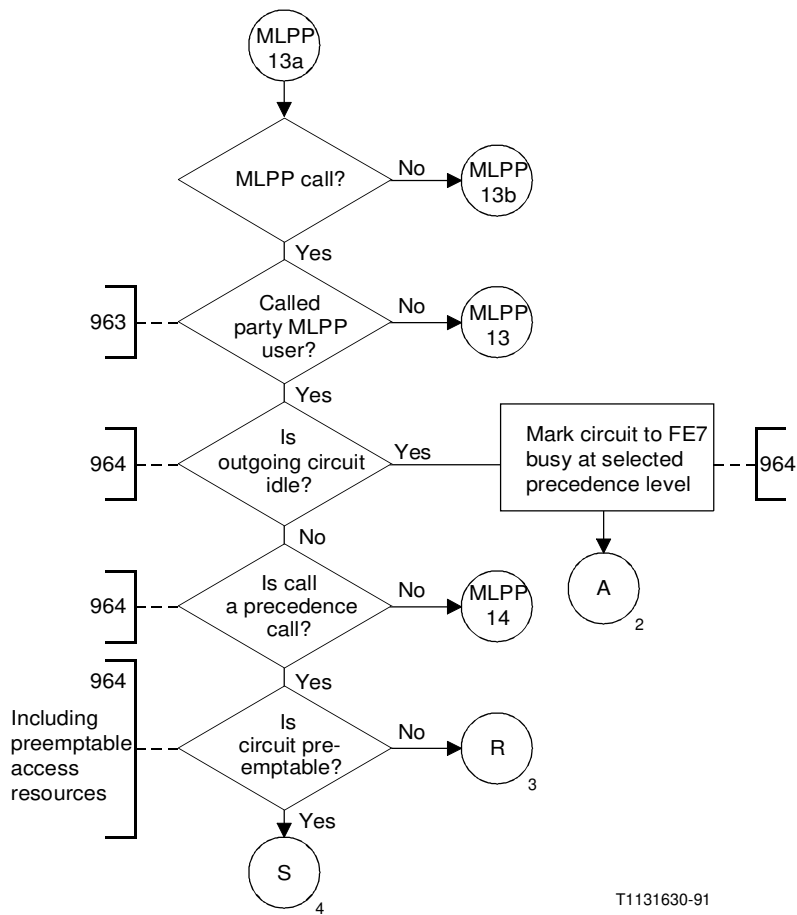 MLPP
13a
MLPP call?
No
MLPP
13b
Yes
963
Called
party MLPP
user?
No
MLPP
13
Yes
964
Is
outgoing circuit
idle?
Yes
Mark circuit to FE7
busy at selected
precedence level
964
No
A
2
964
Is call
a precedence
call?
No
MLPP
14
964
Yes
Including
preemptable
access
resources
Is
circuit pre-
emptable?
No
R
3
Yes
S
4
T1131630-91